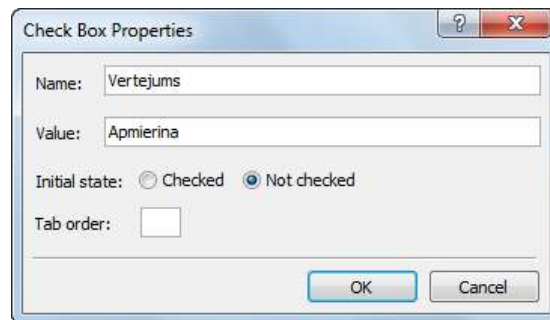 Check Box Properties
Name: Vertejums
Value: Apmierina
Initial state: Checked Not checked
Tab order:
OK Cancel